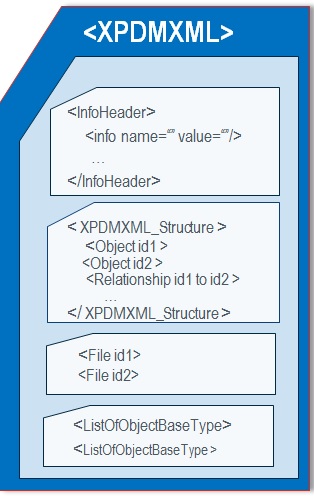 <XPDMXML>
<InfoHeader>
<info name=“” value=“”/>
...
</InfoHeader>
< XPDMXML_Structure >
<Object id1 >
<Object id2 >
<Relationship id1 to id2 >
...
</ XPDMXML_Structure >
<File id1>
<File id2>
<ListOfObjectBaseType>
<ListOfObjectBaseType >